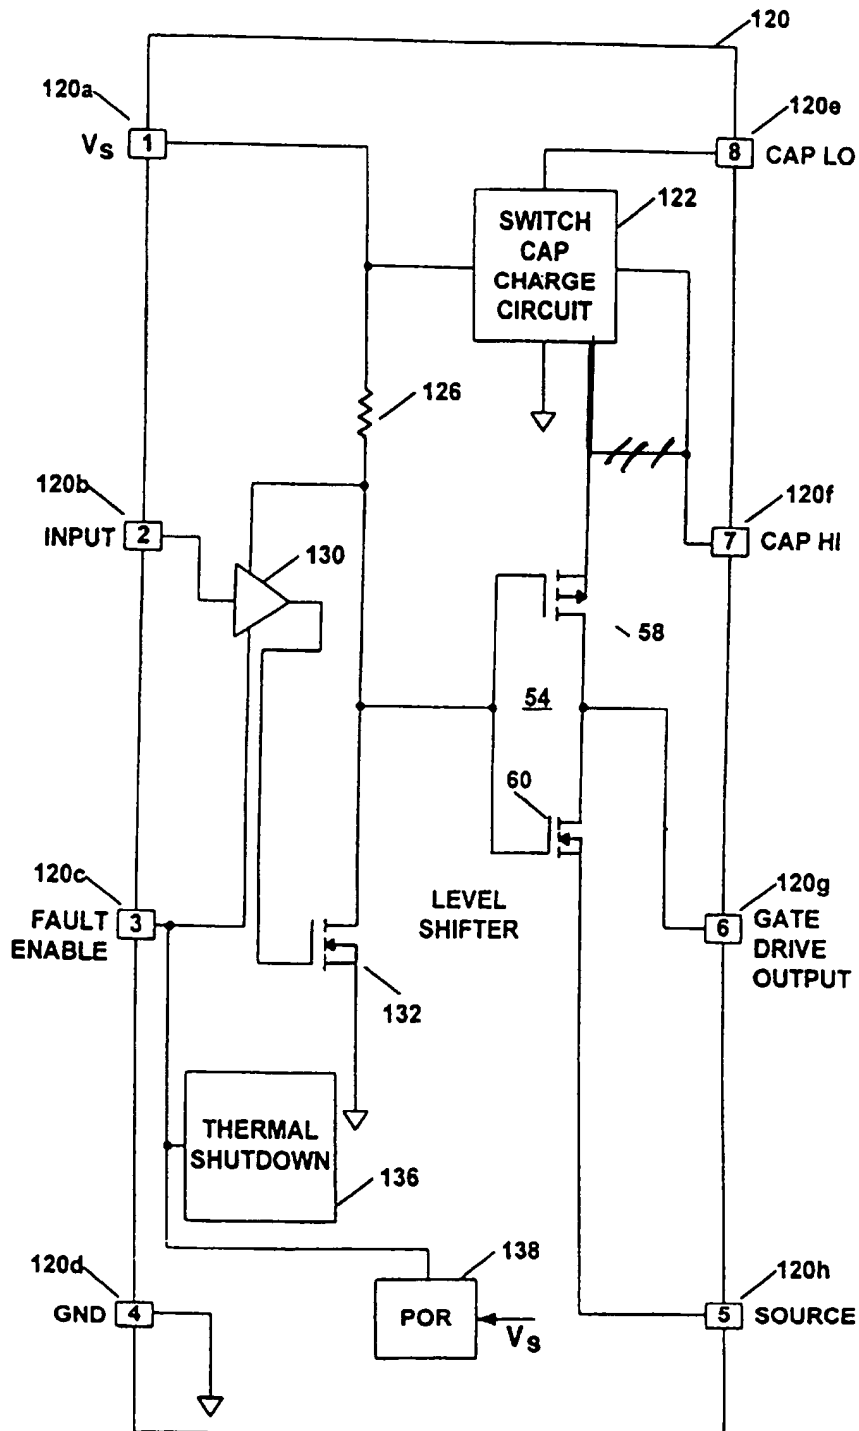 120
120a
120e
Vs
1
8
CAP LO
122
SWITCH
CAP
CHARGE
CIRCUIT
126
120b
120f
INPUT
2
7
CAP HI
130
58
54
60
120c
120g
LEVEL
SHIFTER
FAULT
ENABLE
3
6
GATE
DRIVE
OUTPUT
132
THERMAL
SHUTDOWN
136
120d
138
120h
GND
4
POR
Vs
5
SOURCE